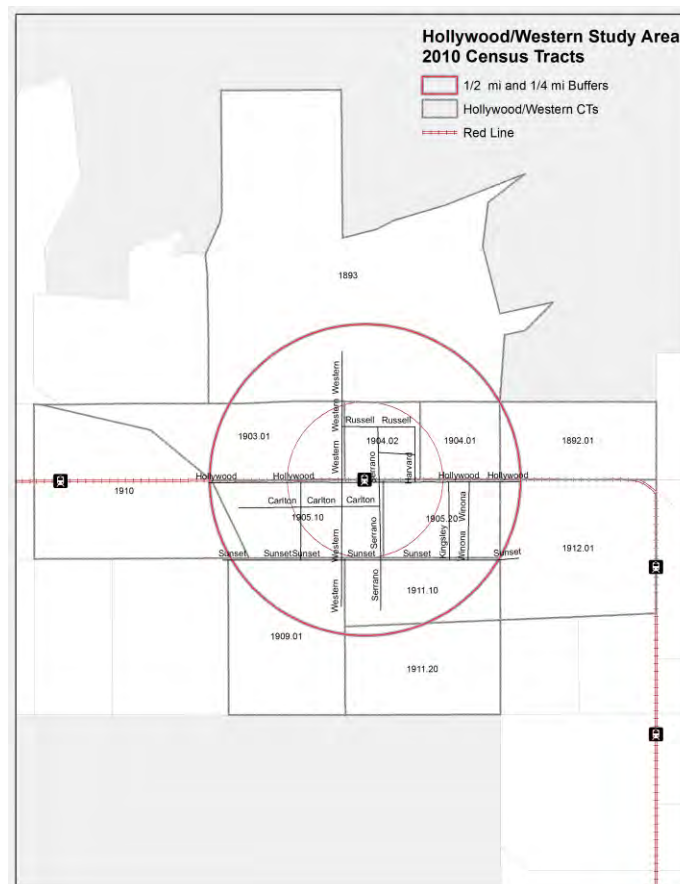 Hollywood/Western Study Area
2010 Census Tracts
1/2 mi and 1/4 mi Buffers
Hollywood/Western CTs
Red Line
1893
Western
Western
Russell Russell
1903.01
1904.02
1904.01
1892.01
Western
Serrano
Harvard
Hollywood
Hollywood
Hollywood
Hollywood
1910
Carlton
Carlton
Carlton
Winona
1905.10
1905.20
Serrano
Kingsley
Winona
Western
1912.01
Sunset
SunsetSunset
Sunset
Sunset
Sunset
Western
Serrano
1911.10
1909.01
1911.20